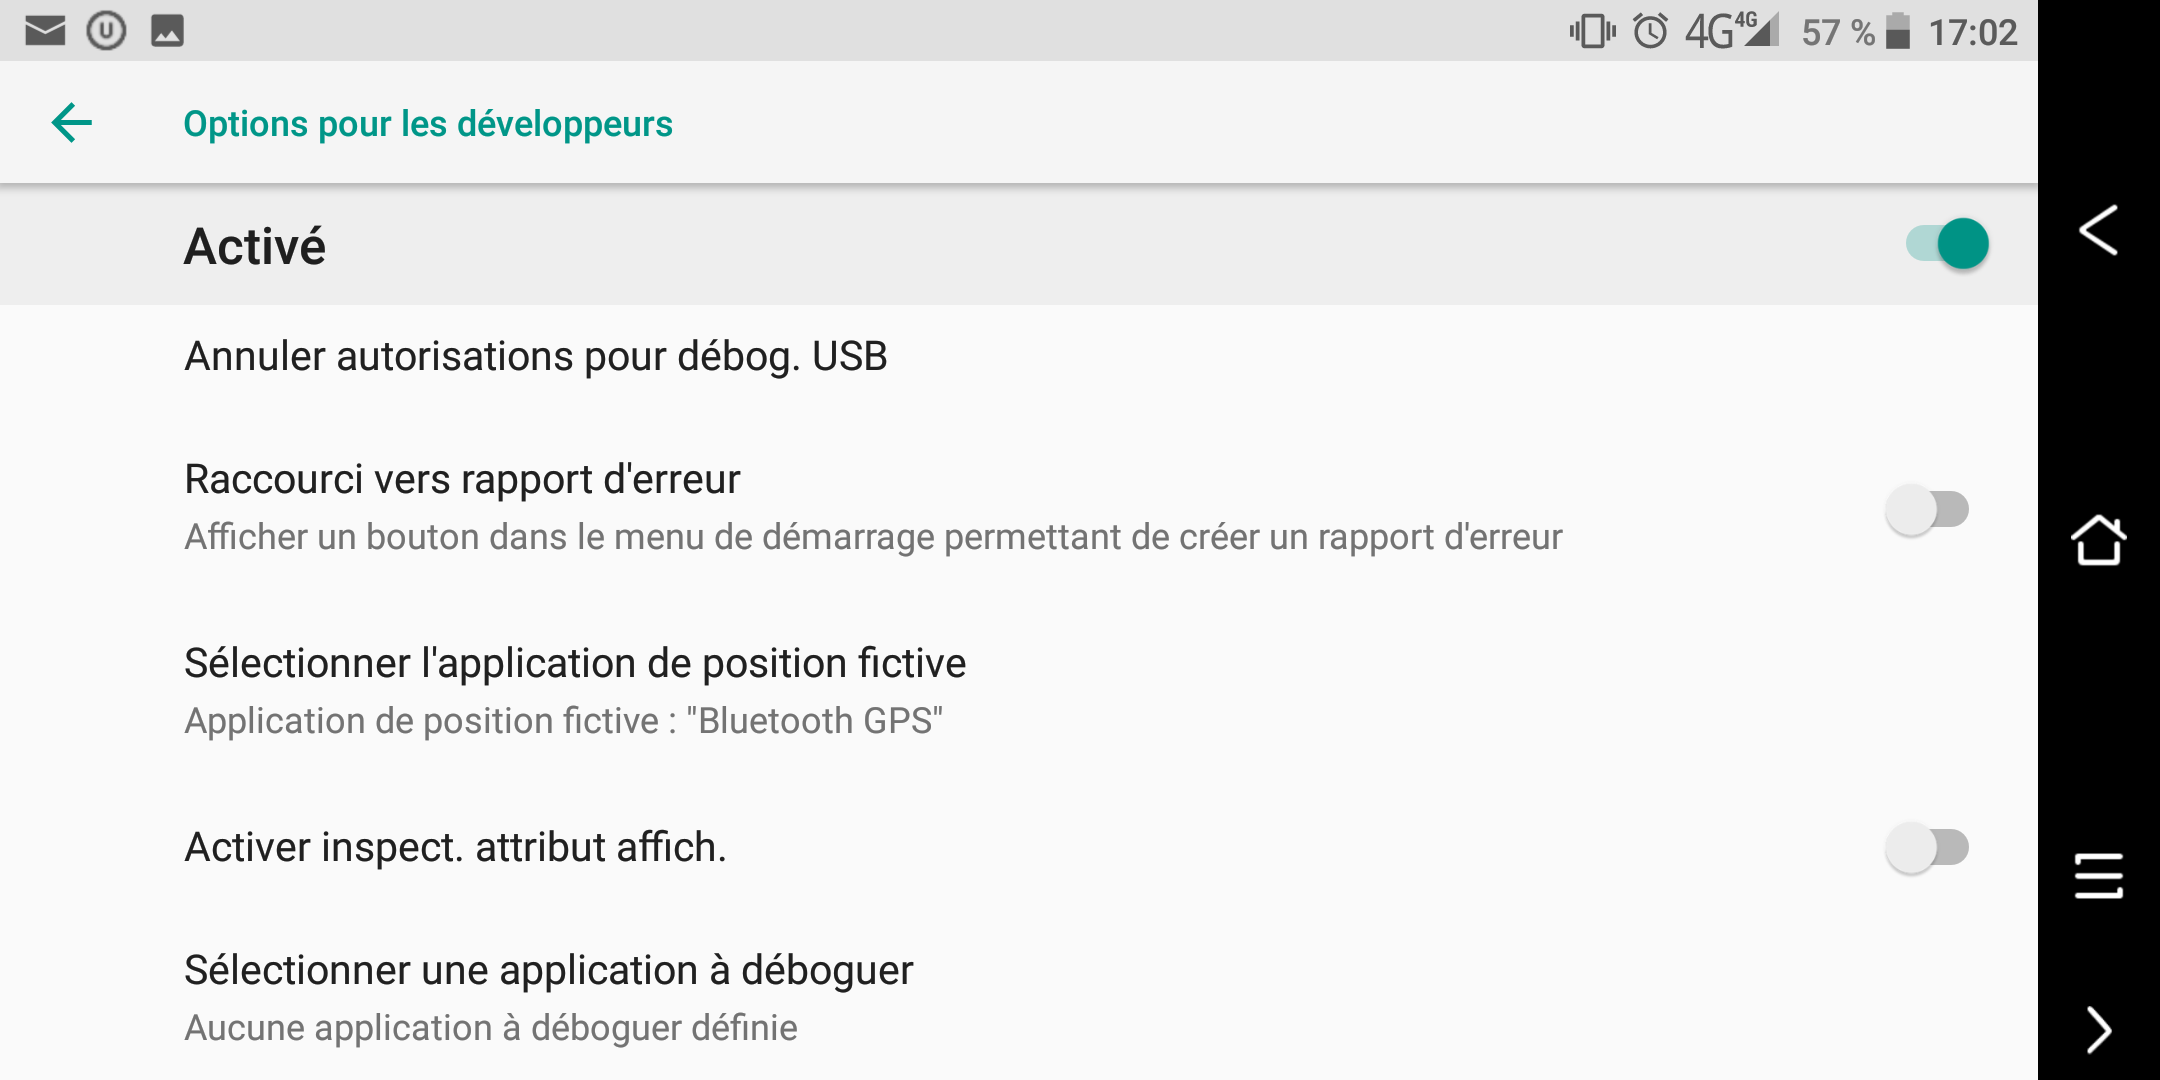 U
4G 4G 57 % 17:02
Options pour les développeurs
Activé
Annuler autorisations pour débog. USB
Raccourci vers rapport d'erreur
Afficher un bouton dans le menu de démarrage permettant de créer un rapport d'erreur
Sélectionner l'application de position fictive
Application de position fictive : "Bluetooth GPS"
Activer inspect. attribut affich.
Sélectionner une application à déboguer
Aucune application à déboguer définie